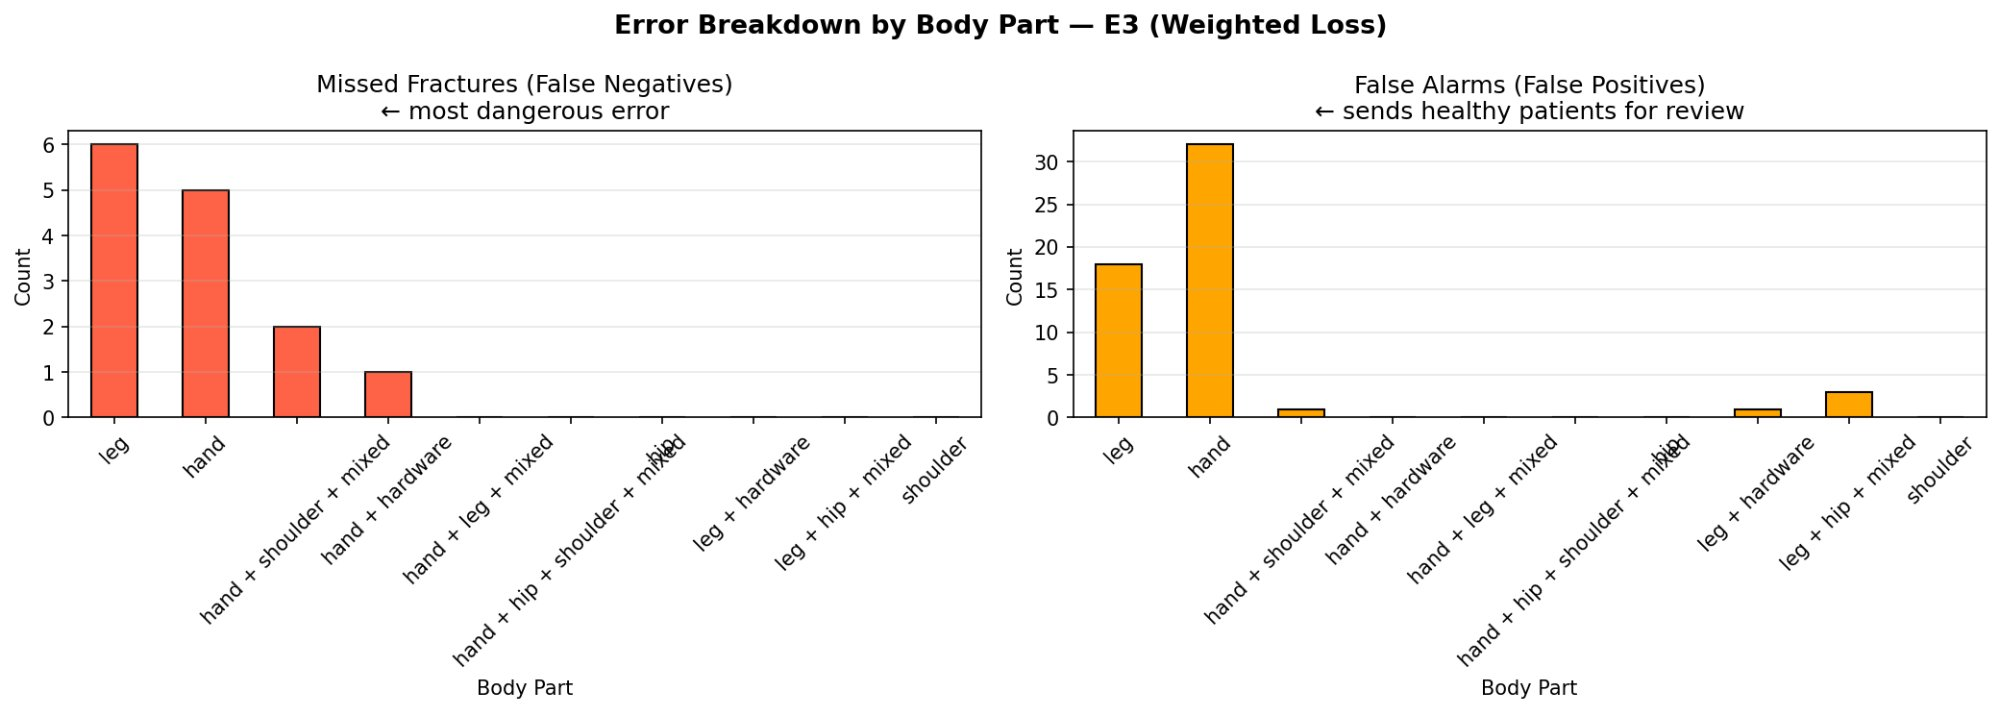 Error Breakdown by Body Part — E3 (Weighted Loss)
Missed Fractures (False Negatives)
← most dangerous error
Count
6
5
4
3
2
1
0
leg
hand
hand + shoulder + mixed
hand + hardware
hand + leg + mixed
hand + hip + shoulder + mixed
hip
leg + hardware
leg + hip + mixed
shoulder
Body Part
False Alarms (False Positives)
← sends healthy patients for review
Count
30
25
20
15
10
5
0
leg
hand
hand + shoulder + mixed
hand + hardware
hand + leg + mixed
hand + hip + shoulder + mixed
hip
leg + hardware
leg + hip + mixed
shoulder
Body Part